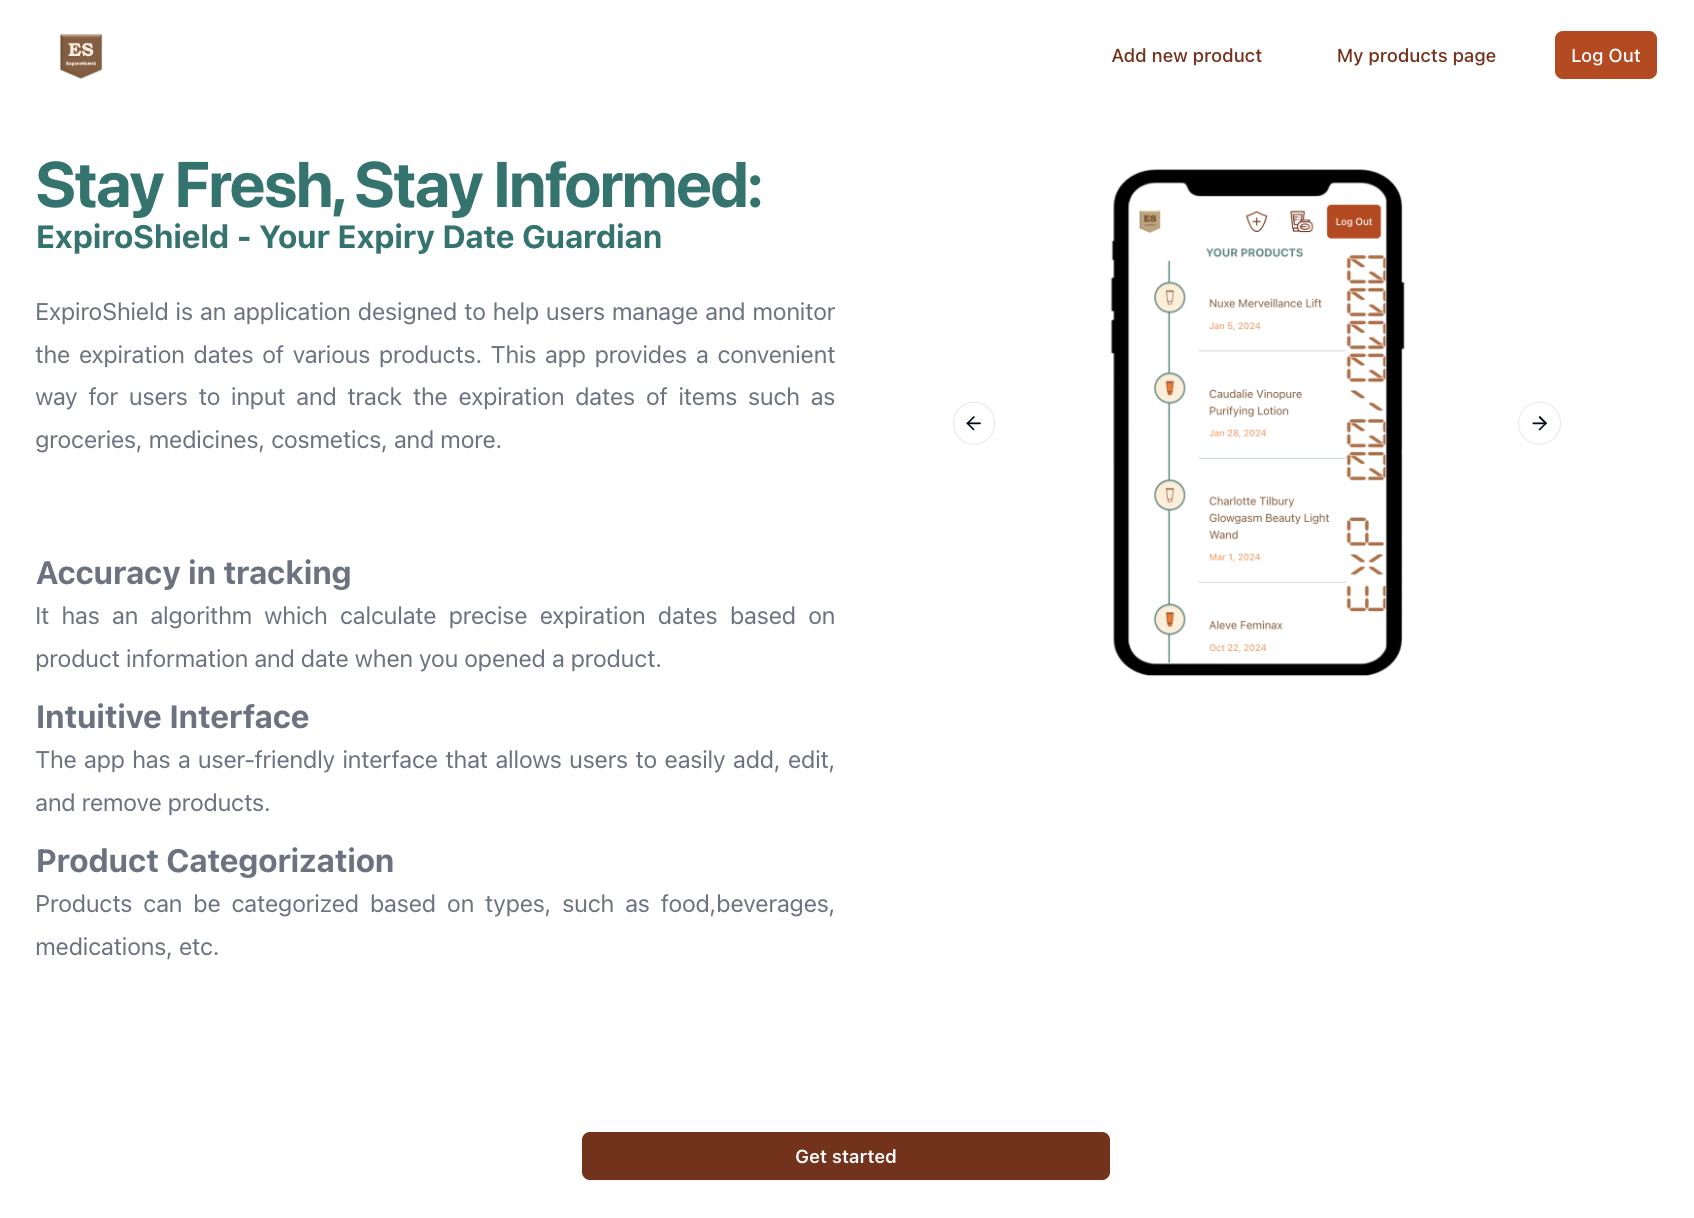 ES
ExpiroShield
Add new product
My products page
Log Out
Stay Fresh, Stay Informed:
ExpiroShield - Your Expiry Date Guardian
ExpiroShield is an application designed to help users manage and monitor
the expiration dates of various products. This app provides a convenient
way for users to input and track the expiration dates of items such as
groceries, medicines, cosmetics, and more.
Accuracy in tracking
It has an algorithm which calculate precise expiration dates based on
product information and date when you opened a product.
Intuitive Interface
The app has a user-friendly interface that allows users to easily add, edit,
and remove products.
Product Categorization
Products can be categorized based on types, such as food,beverages,
medications, etc.
ES
Log Out
YOUR PRODUCTS
Nuxe Merveillance Lift
Jan 5, 2024
Caudalie Vinopure
Purifying Lotion
Jan 28, 2024
Charlotte Tilbury
Glowgasm Beauty Light
Wand
Mar 1, 2024
Aleve Feminax
Oct 22, 2024
EXP
Get started